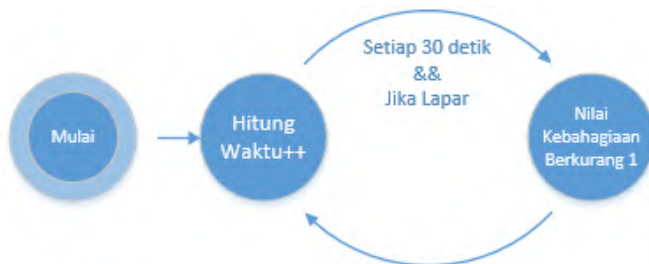 Mulai
Hitung
Waktu++
Setiap 30 detik
&&
Jika Lapar
Nilai
Kebahagiaan
Berkurang 1